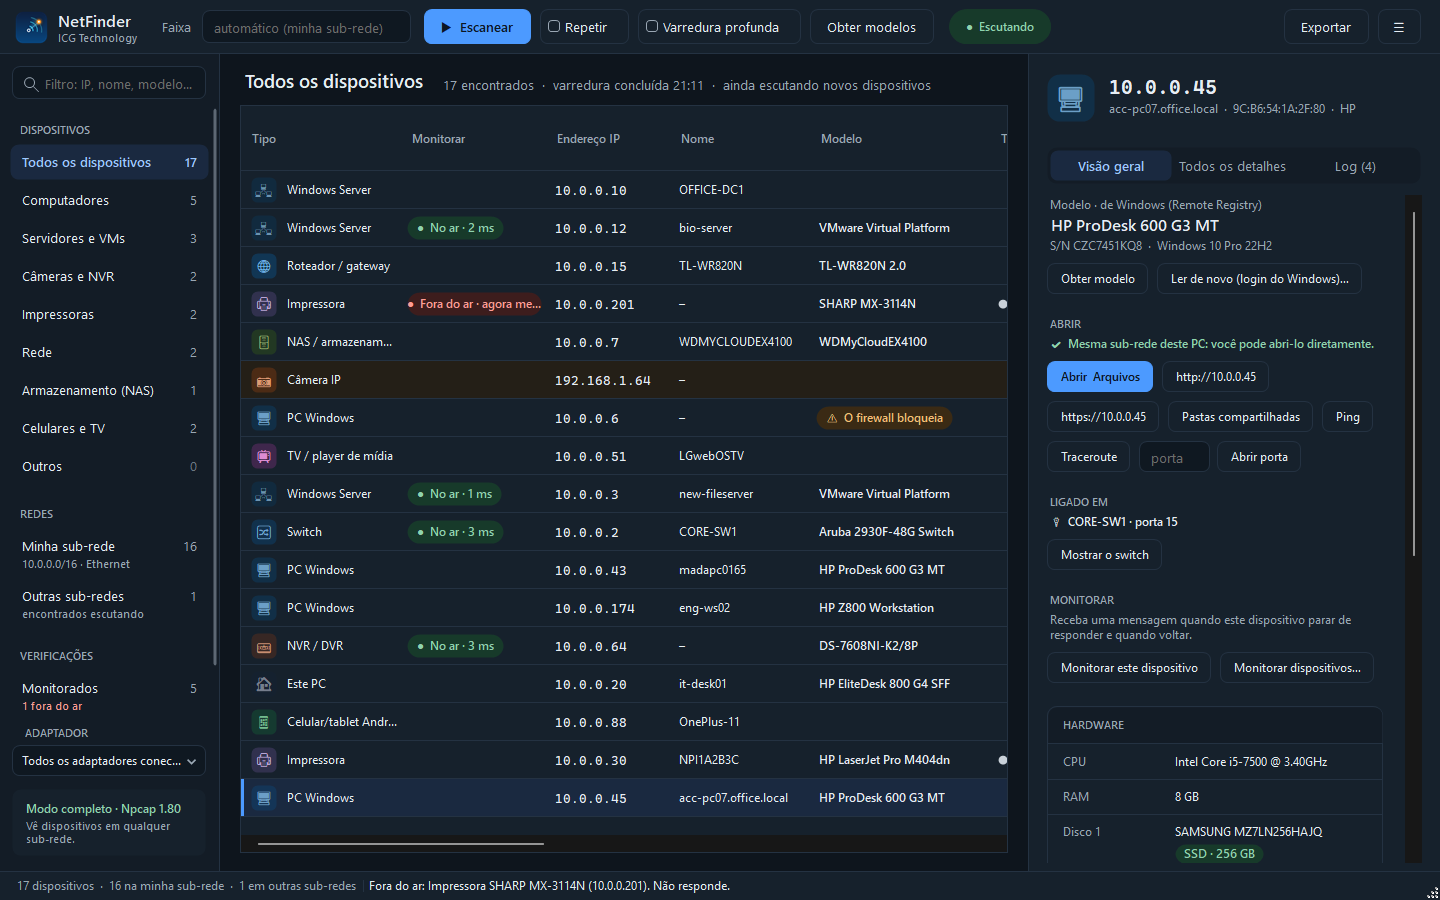 NetFinder
ICG Technology
Faixa
automático (minha sub-rede)
Escanear
Repetir
Varredura profunda
Obter modelos
Escutando
Exportar
Filtro: IP, nome, modelo...
DISPOSITIVOS
Todos os dispositivos 17
Computadores 5
Servidores e VMs 3
Câmeras e NVR 2
Impressoras 2
Rede 2
Armazenamento (NAS) 1
Celulares e TV 2
Outros 0
REDES
Minha sub-rede 16
10.0.0.0/16 · Ethernet
Outras sub-redes 1
encontrados escutando
VERIFICAÇÕES
Monitorados 5
1 fora do ar
ADAPTADOR
Todos os adaptadores conec...
Modo completo · Npcap 1.80
Vê dispositivos em qualquer
sub-rede.
Todos os dispositivos 17 encontrados · varredura concluída 21:11 · ainda escutando novos dispositivos
Tipo Monitorar Endereço IP Nome Modelo T
Windows Server 10.0.0.10 OFFICE-DC1
Windows Server No ar · 2 ms 10.0.0.12 bio-server VMware Virtual Platform
Roteador / gateway 10.0.0.15 TL-WR820N TL-WR820N 2.0
Impressora Fora do ar · agora me... 10.0.0.201 – SHARP MX-3114N
NAS / armazenam... 10.0.0.7 WDMYCLOUDEX4100 WDMyCloudEX4100
Câmera IP 192.168.1.64 –
PC Windows 10.0.0.6 – ⚠ O firewall bloqueia
TV / player de mídia 10.0.0.51 LGwebOSTV
Windows Server No ar · 1 ms 10.0.0.3 new-fileserver VMware Virtual Platform
Switch No ar · 3 ms 10.0.0.2 CORE-SW1 Aruba 2930F-48G Switch
PC Windows 10.0.0.43 madapc0165 HP ProDesk 600 G3 MT
PC Windows 10.0.0.174 eng-ws02 HP Z800 Workstation
NVR / DVR No ar · 3 ms 10.0.0.64 – DS-7608NI-K2/8P
Este PC 10.0.0.20 it-desk01 HP EliteDesk 800 G4 SFF
Celular/tablet Andr... 10.0.0.88 OnePlus-11
Impressora 10.0.0.30 NPI1A2B3C HP LaserJet Pro M404dn
PC Windows 10.0.0.45 acc-pc07.office.local HP ProDesk 600 G3 MT
10.0.0.45
acc-pc07.office.local · 9C:B6:54:1A:2F:80 · HP
Visão geral Todos os detalhes Log (4)
Modelo · de Windows (Remote Registry)
HP ProDesk 600 G3 MT
S/N CZC7451KQ8 · Windows 10 Pro 22H2
Obter modelo Ler de novo (login do Windows)...
ABRIR
✓ Mesma sub-rede deste PC: você pode abri-lo diretamente.
Abrir Arquivos http://10.0.0.45
https://10.0.0.45 Pastas compartilhadas Ping
Traceroute porta Abrir porta
LIGADO EM
CORE-SW1 · porta 15
Mostrar o switch
MONITORAR
Receba uma mensagem quando este dispositivo parar de
responder e quando voltar.
Monitorar este dispositivo Monitorar dispositivos...
HARDWARE
CPU Intel Core i5-7500 @ 3.40GHz
RAM 8 GB
Disco 1 SAMSUNG MZ7LN256HAJQ
SSD · 256 GB
17 dispositivos · 16 na minha sub-rede · 1 em outras sub-redes Fora do ar: Impressora SHARP MX-3114N (10.0.0.201). Não responde.